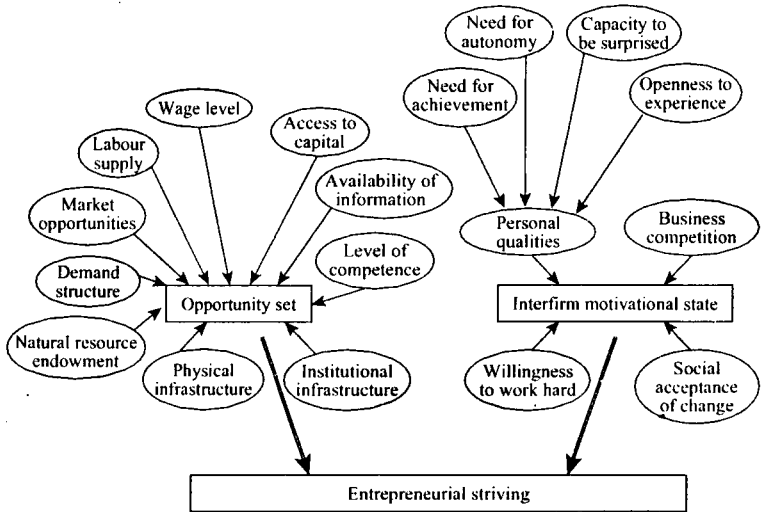 Need for
autonomy
Capacity to
be surprised
Need for
achievement
Openness to
experience
Wage level
Access to
capital
Labour
supply
Availability of
information
Market
opportunities
Personal
qualities
Business
competition
Level of
competence
Demand
structure
Opportunity set
Interfirm motivational state
Natural resource
endowment
Physical
infrastructure
Institutional
infrastructure
Willingness
to work hard
Social
acceptance
of change
Entrepreneurial striving